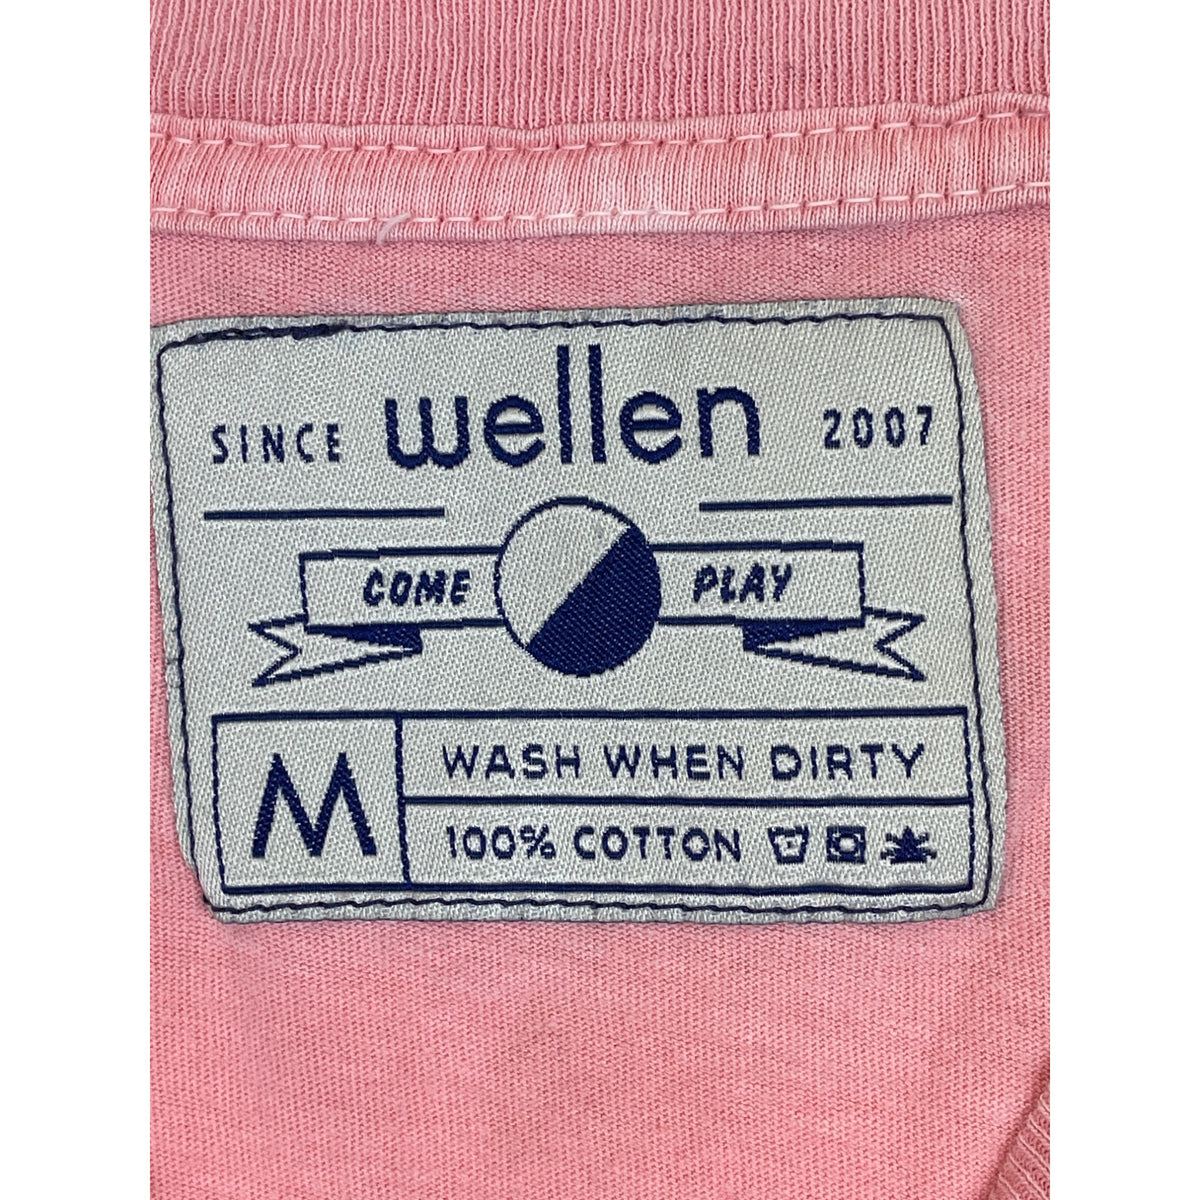 SINCE wellen 2007
COME PLAY
M
WASH WHEN DIRTY
100% COTTON